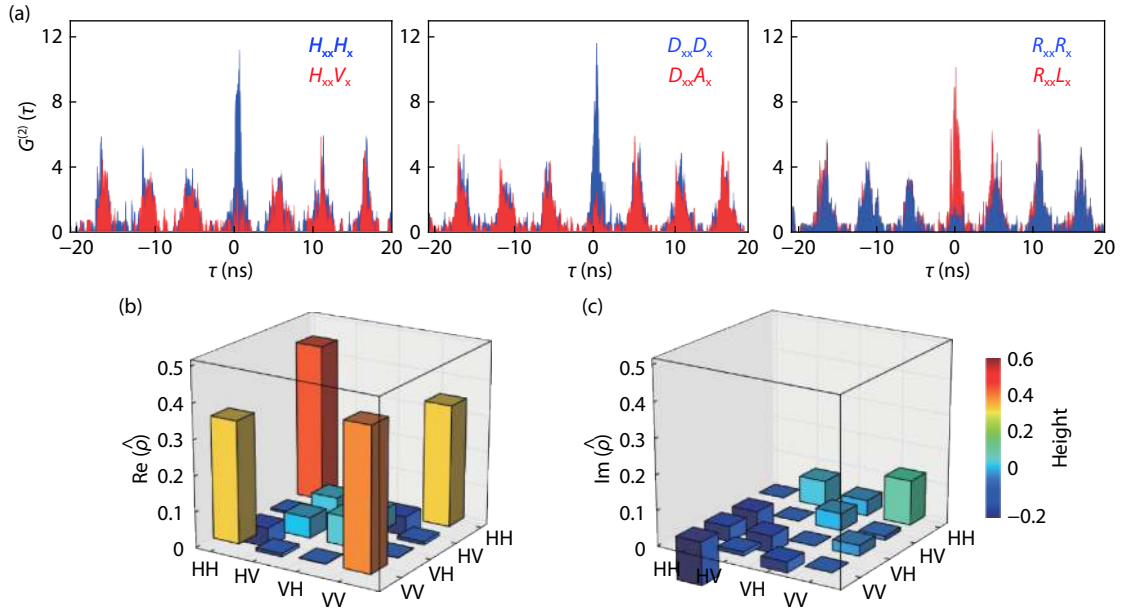 (a)
12
8
4
0
G(2) (τ)
HxxHx
HxxVx
−20 −10 0 10 20
τ (ns)
12
8
4
0
DxxDx
DxxAx
−20 −10 0 10 20
τ (ns)
12
8
4
0
RxxRx
RxxLx
−20 −10 0 10 20
τ (ns)
(b)
0.5
0.4
0.3
0.2
0.1
0
Re (ρ̂)
HH HV VH VV
VV VH HV HH
(c)
0.5
0.4
0.3
0.2
0.1
0
Im (ρ̂)
HH HV VH VV
VV VH HV HH
0.6
0.4
0.2
0
−0.2
Height